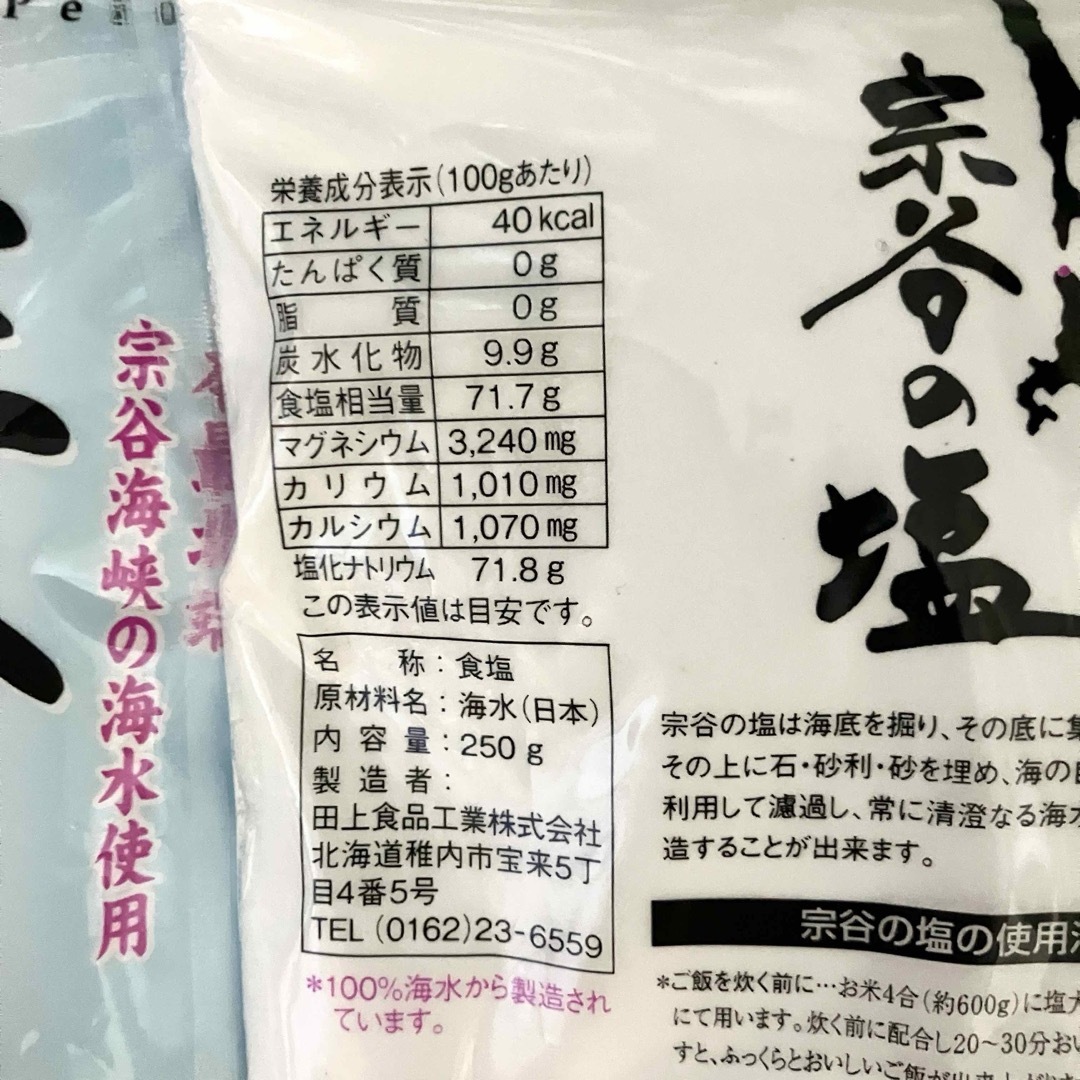 宗谷海峡の海水使用
栄養成分表示(100gあたり)
エネルギー 40kcal
たんぱく質 0g
脂質 0g
炭水化物 9.9g
食塩相当量 71.7g
マグネシウム 3,240mg
カリウム 1,010mg
カルシウム 1,070mg
塩化ナトリウム 71.8g
この表示値は目安です。
名称：食塩
原材料名：海水(日本)
内容量：250g
製造者：
田上食品工業株式会社
北海道稚内市宝来5丁
目4番5号
TEL (0162)23-6559
*100%海水から製造され
ています。
宗谷の塩
宗谷の塩は海底を掘り、その底に集
その上に石・砂利・砂を埋め、海の
利用して濾過し、常に清澄なる海水
造することが出来ます。
宗谷の塩の使用
*ご飯を炊く前に…お米4合(約600g)に塩
にて用います。炊く前に配合し20〜30分おい
すと、ふっくらとおいしいご飯が